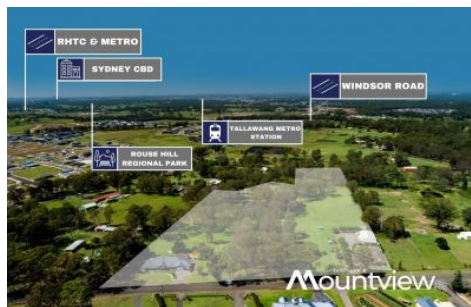 RHTC & METRO
SYDNEY CBD
WINDSOR ROAD
TALLAWANG METRO
STATION
ROUSE HILL
REGIONAL PARK
Mountview